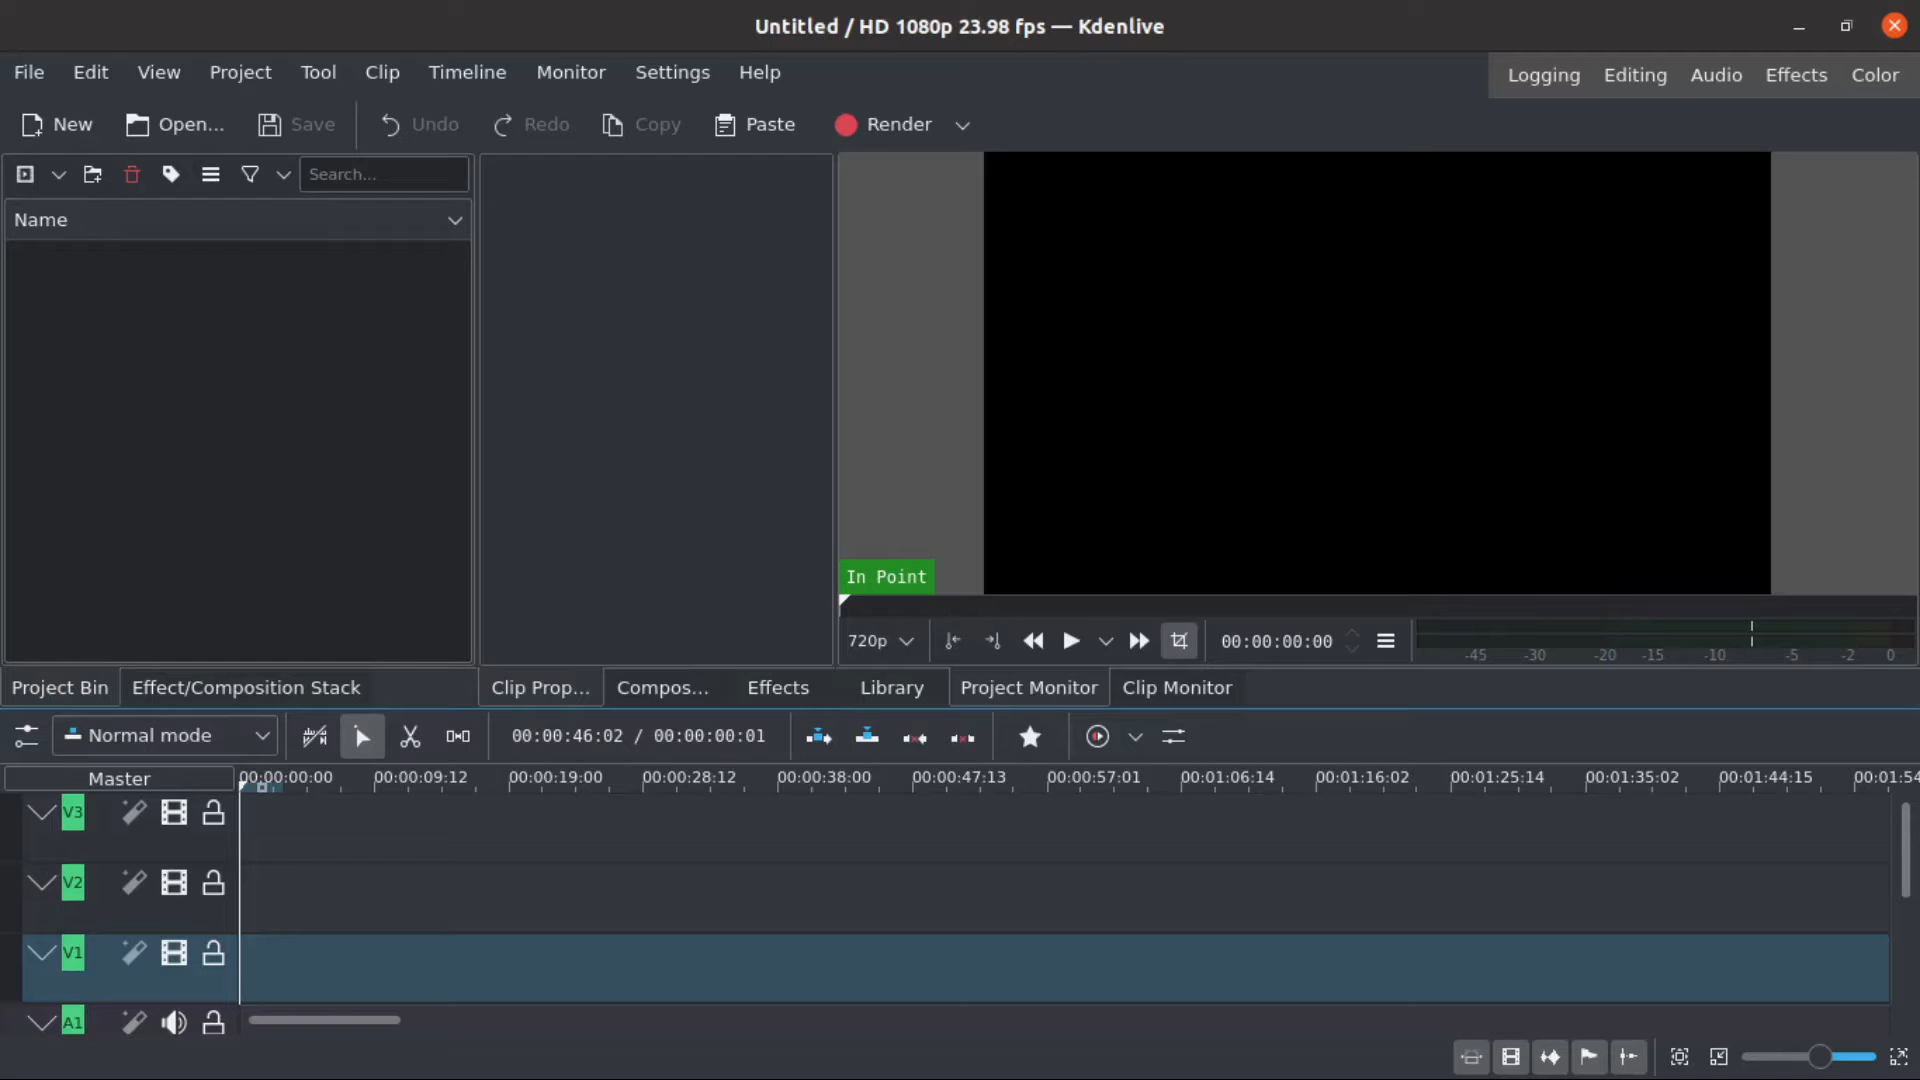 Untitled / HD 1080p 23.98 fps — Kdenlive
File Edit View Project Tool Clip Timeline Monitor Settings Help
Logging Editing Audio Effects Color
New Open... Save Undo Redo Copy Paste Render
Search...
Name
In Point
720p
00:00:00:00
-45 -30 -20 -15 -10 -5 -2 0
Project Bin Effect/Composition Stack
Clip Prop... Compos... Effects Library
Project Monitor Clip Monitor
Normal mode
00:00:46:02 / 00:00:00:01
Master
00:00:00:00 00:00:09:12 00:00:19:00 00:00:28:12 00:00:38:00 00:00:47:13 00:00:57:01 00:01:06:14 00:01:16:02 00:01:25:14 00:01:35:02 00:01:44:15 00:01:54
V3
V2
V1
A1